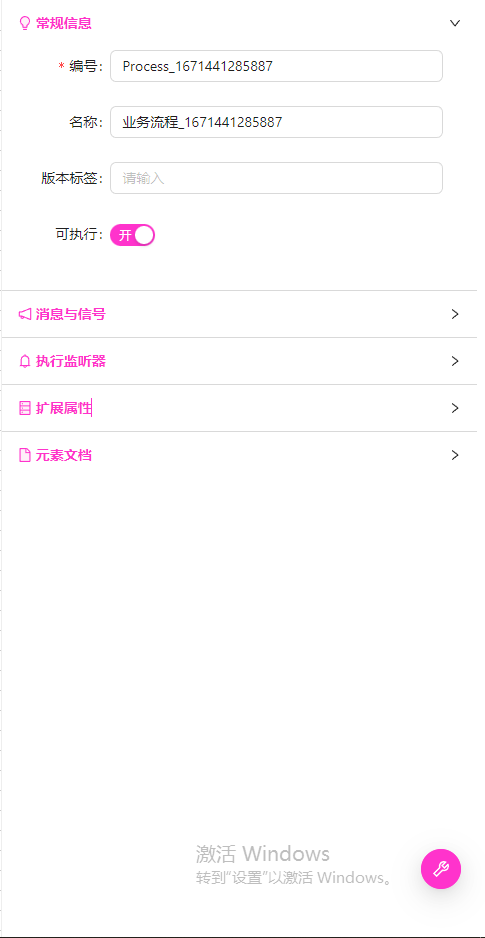 常规信息
* 编号: Process_1671441285887
名称: 业务流程_1671441285887
版本标签: 请输入
可执行: 开
消息与信号
执行监听器
扩展属性
元素文档
激活 Windows
转到"设置"以激活 Windows。